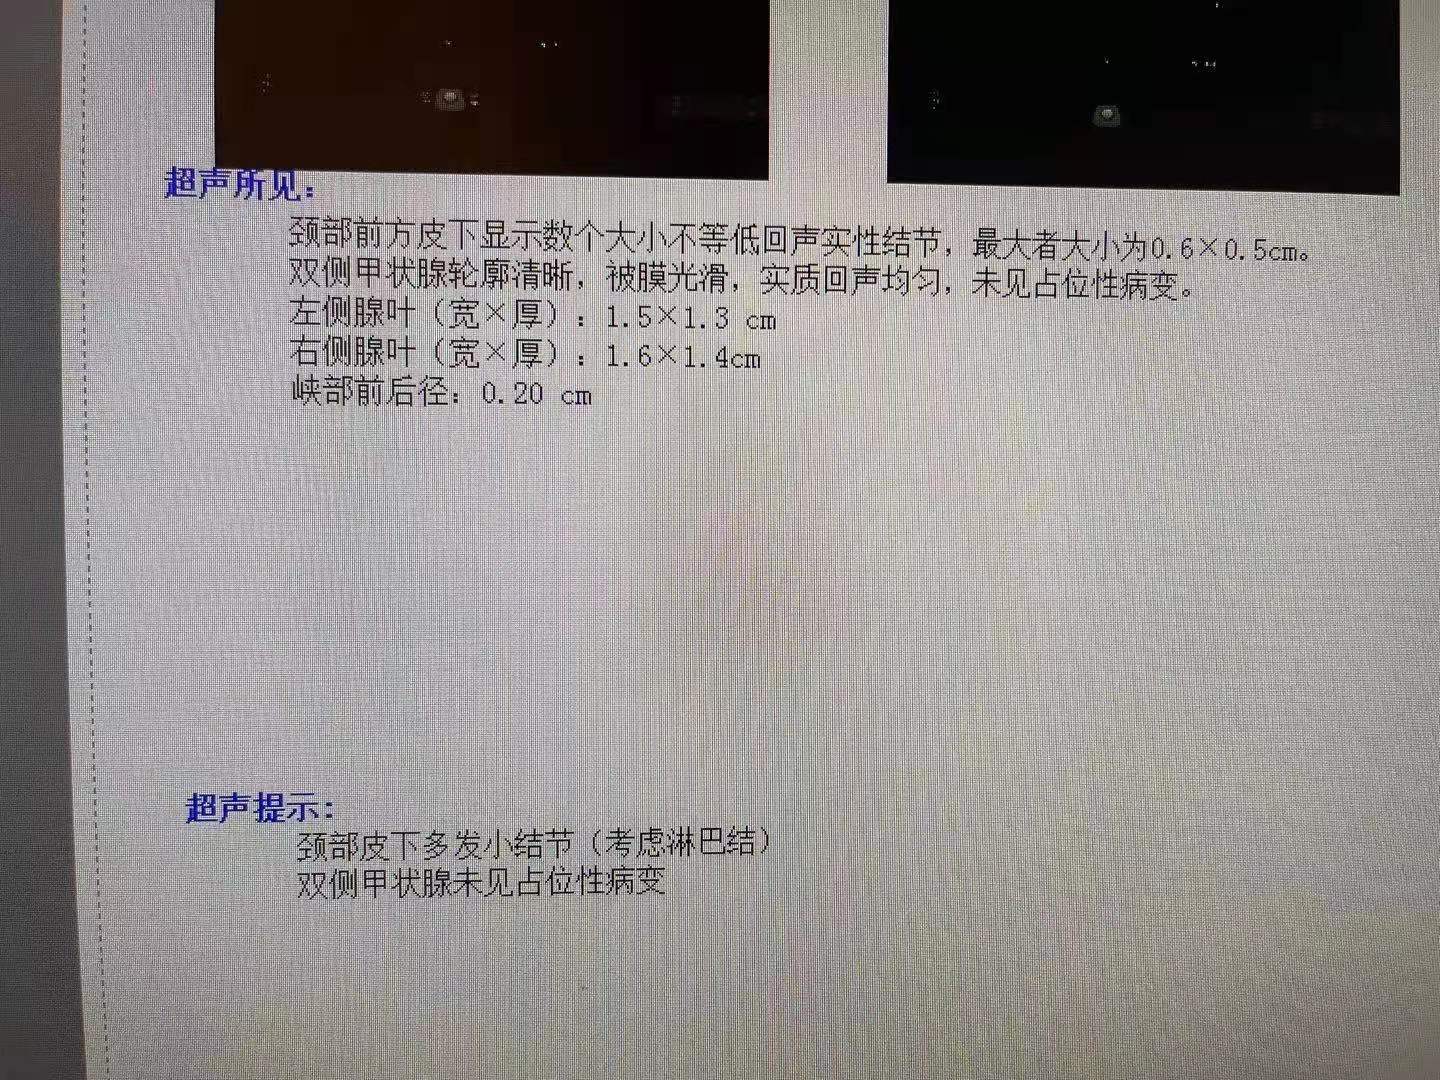 超声所见：
颈部前方皮下显示数个大小不等低回声实性结节，最大者大小为0.6×0.5cm。
双侧甲状腺轮廓清晰，被膜光滑，实质回声均匀，未见占位性病变。
左侧腺叶（宽×厚）：1.5×1.3 cm
右侧腺叶（宽×厚）：1.6×1.4cm
峡部前后径：0.20 cm
超声提示：
颈部皮下多发小结节（考虑淋巴结）
双侧甲状腺未见占位性病变